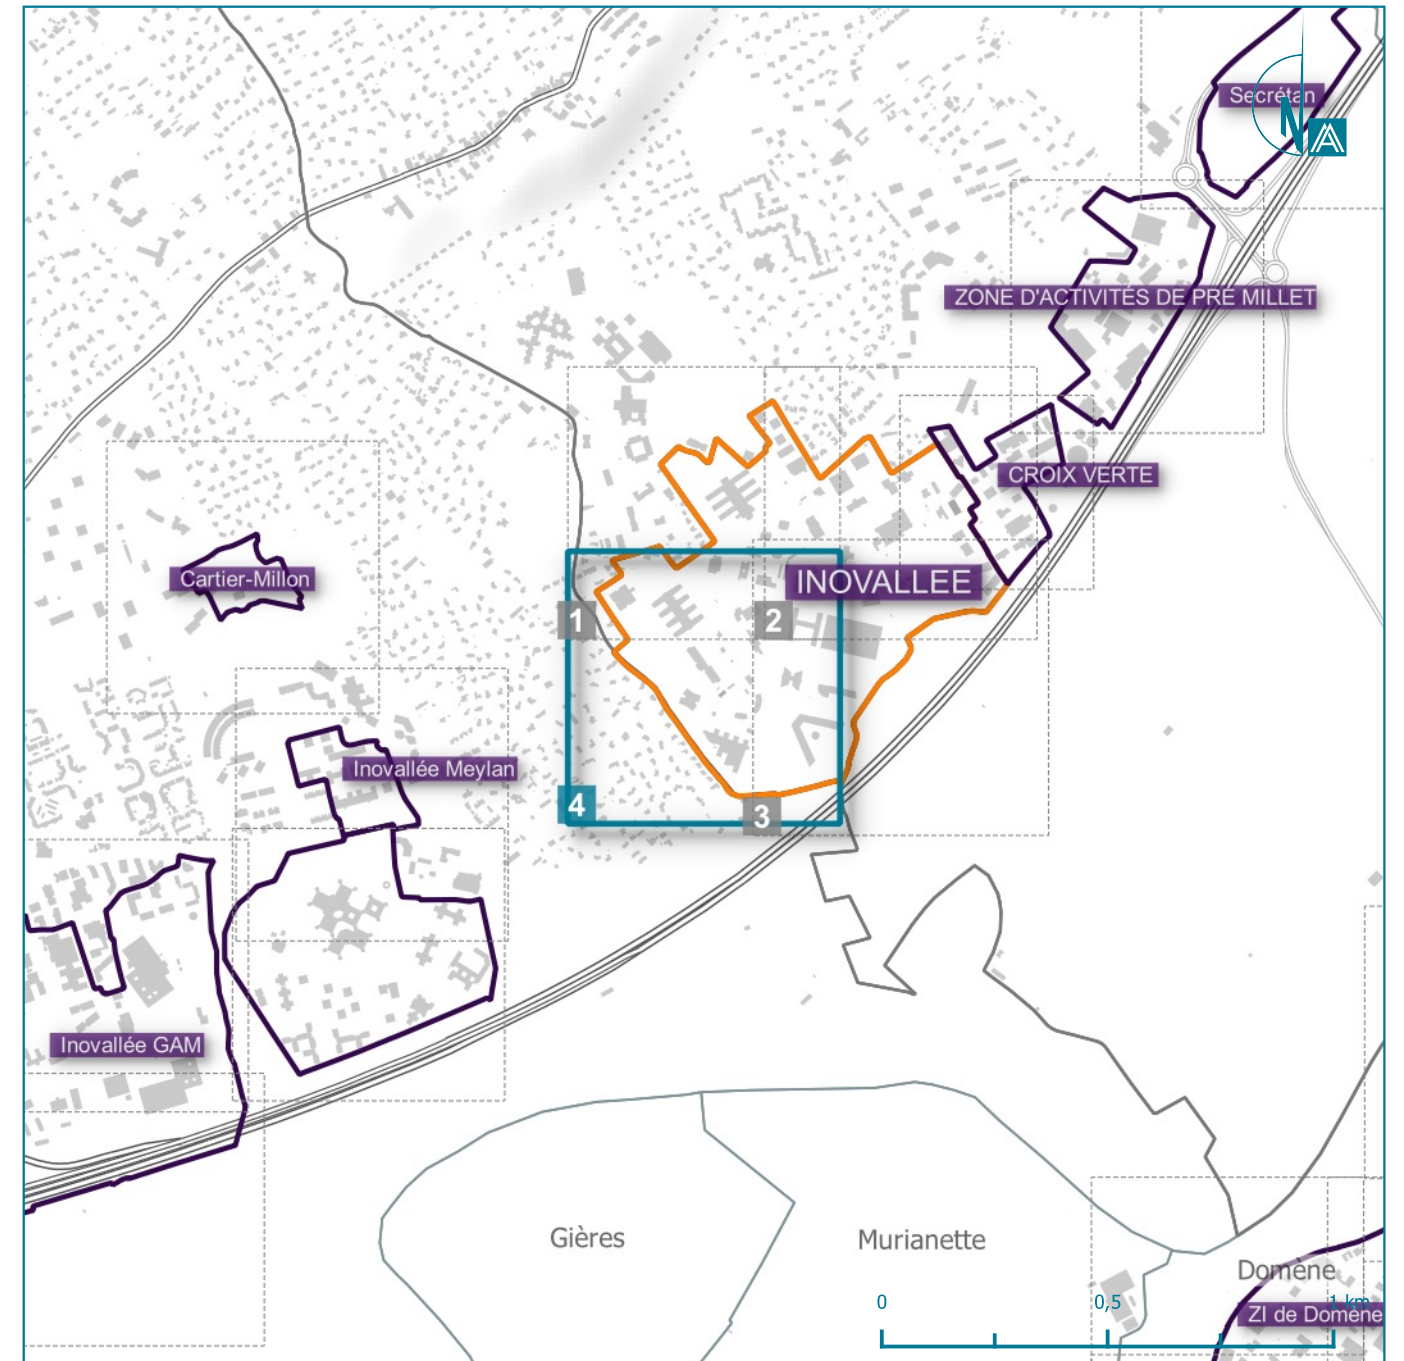 Secrétan
N
ZONE D'ACTIVITÉS DE PRE MILLET
CROIX VERTE
Cartier-Millon
INOVALLEE
1
2
Inovallée Meylan
4
3
Inovallée GAM
Gières
Murianette
Domène
0
0,5
1 km
ZI de Domène